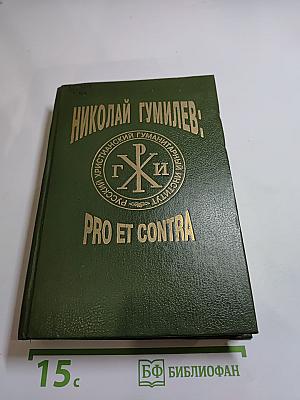 НИКОЛАЙ ГУМИЛЕВ:
РУССКИЙ ХРИСТИАНСКИЙ ГУМАНИТАРНЫЙ ИНСТИТУТ
Г И
PRO ET CONTRA
15с
БФ БИБЛИОФАН